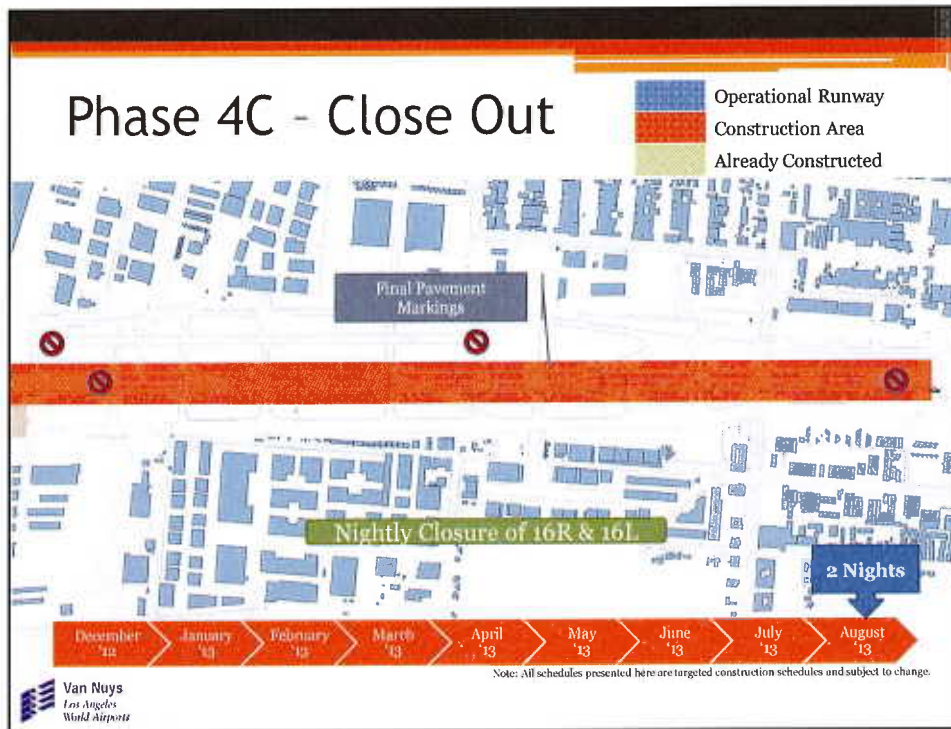 Phase 4C - Close Out
Operational Runway
Construction Area
Already Constructed
Final Pavement
Markings
Nightly Closure of 16R & 16L
2 Nights
December
'12
January
'13
February
'13
March
'13
April
'13
May
'13
June
'13
July
'13
August
'13
Note: All schedules presented here are targeted construction schedules and subject to change.
Van Nuys
Los Angeles
World Airports